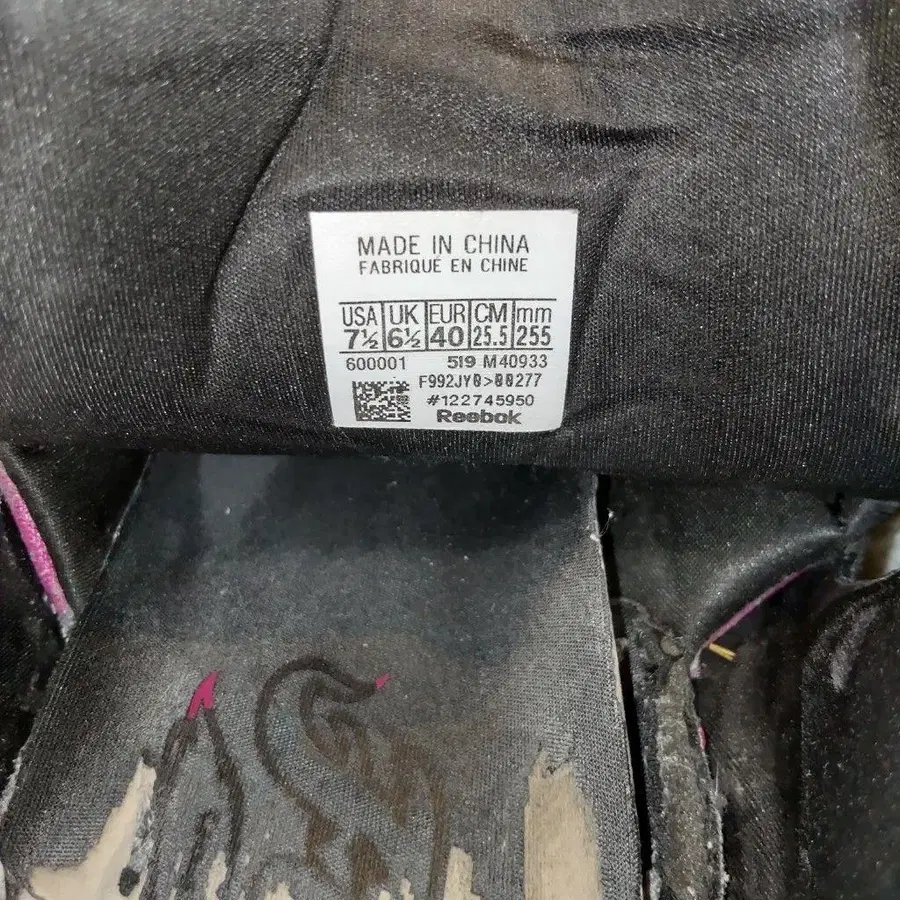 MADE IN CHINA
FABRIQUÉ EN CHINE
USA UK EUR CM mm
7½ 6½ 40 25.5 255
600001 519 M40933
F992JY0>00277
#122745950
Reebok